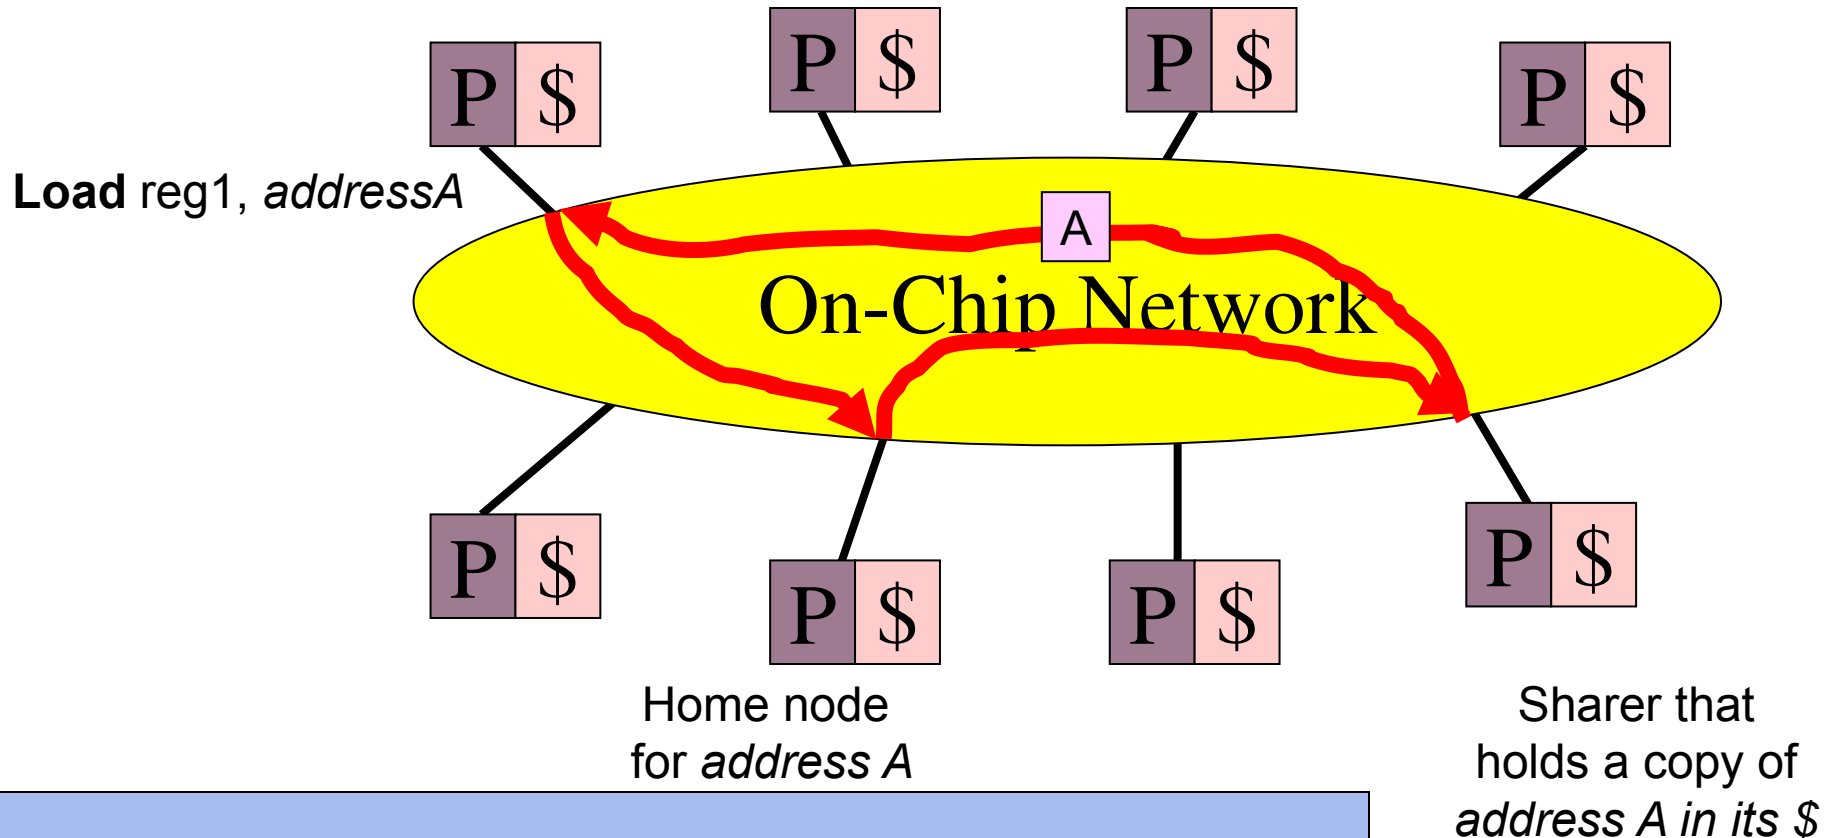 P $
P $
P $
P $
Load reg1, addressA
A
On-Chip Network
P $
P $
P $
P $
Home node
for address A
Sharer that
holds a copy of
address A in its $